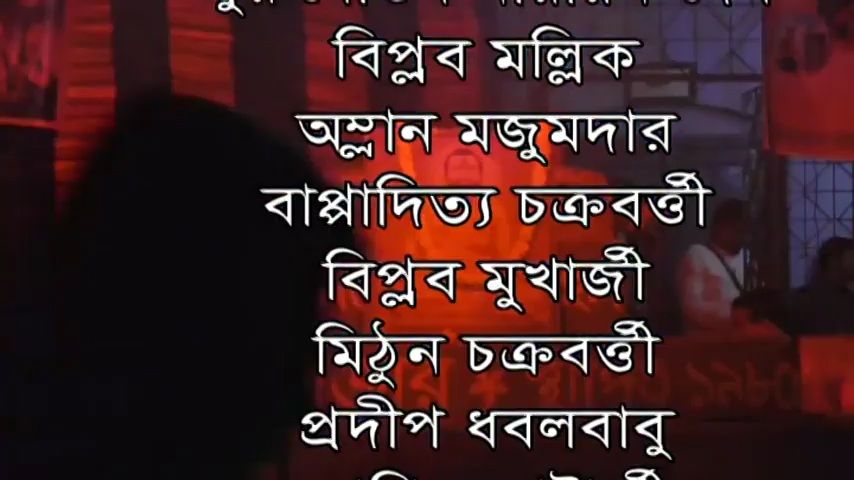 বিপ্লব মল্লিক
অম্লান মজুমদার
বাপ্পাদিত্য চক্রবর্ত্তী
বিপ্লব মুখার্জী
মিঠুন চক্রবর্ত্তী
প্রদীপ ধবলবাবু